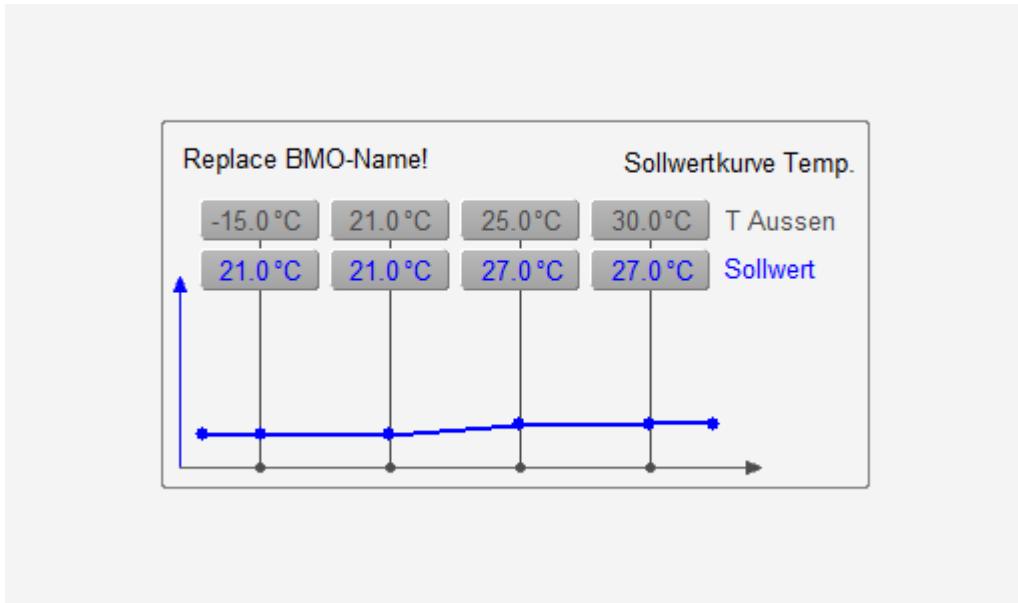 Replace BMO-Name!
Sollwertkurve Temp.
-15.0°C 21.0°C 25.0°C 30.0°C T Aussen
21.0°C 21.0°C 27.0°C 27.0°C Sollwert